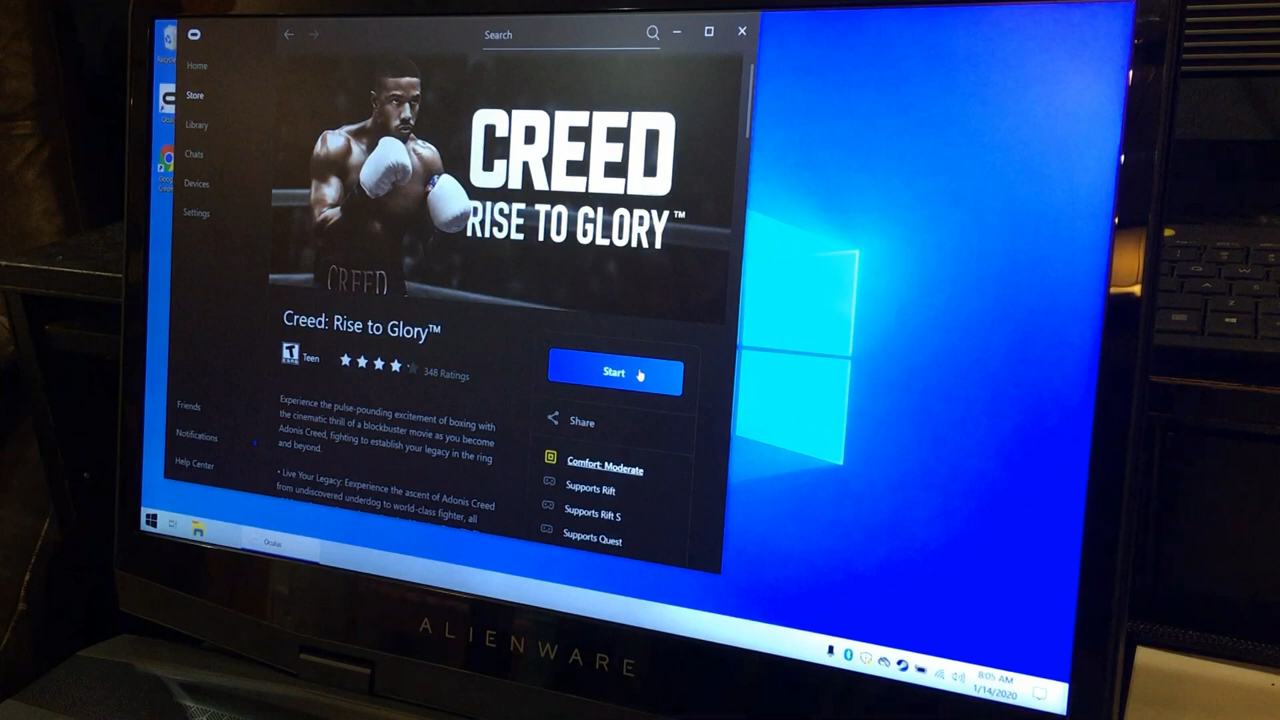 Search
Home
Store
Library
Chats
Devices
Settings
CREED
RISE TO GLORY™
CREED
Creed: Rise to Glory™
T
Teen
348 Ratings
Start
Share
Experience the pulse-pounding excitement of boxing with
the cinematic thrill of a blockbuster movie as you become
Adonis Creed, fighting to establish your legacy in the ring
and beyond.
• Live Your Legacy: Eexperience the ascent of Adonis Creed
from undiscovered underdog to world-class fighter, all
Comfort: Moderate
Supports Rift
Supports Rift S
Supports Quest
Friends
Notifications
Help Center
Oculus
8:05 AM
1/14/2020
ALIENWARE